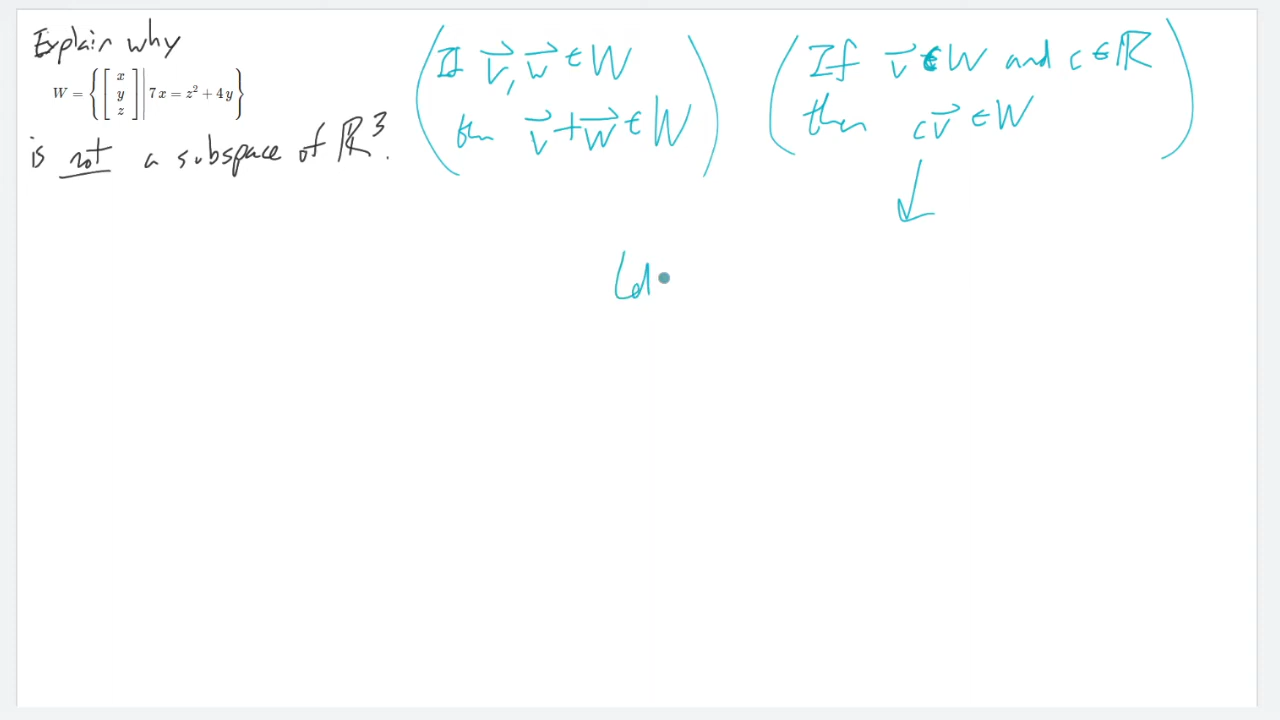 Explain why
W = { [ x y z ] | 7x = z² + 4y }
is not a subspace of ℝ³.
( If v⃗, w⃗ ∈ W
then v⃗ + w⃗ ∈ W )
( If v⃗ ∈ W and c ∈ ℝ
then cv⃗ ∈ W )
↓